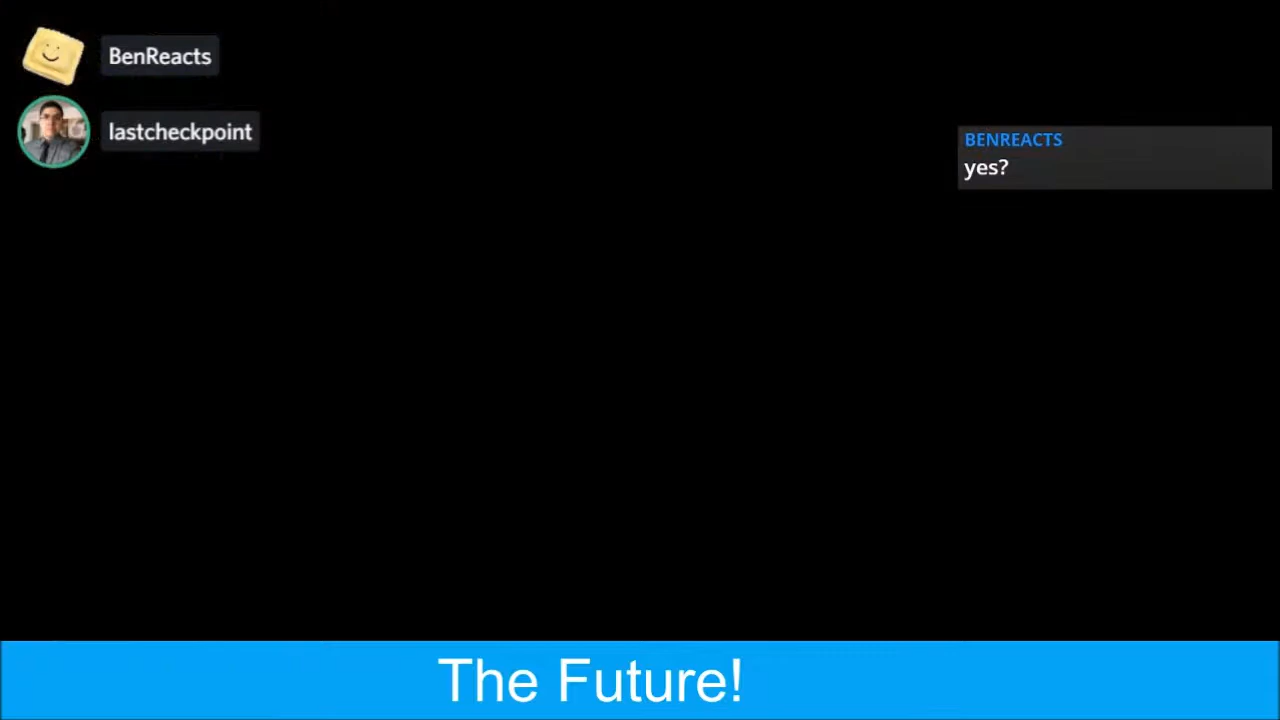 BenReacts
lastcheckpoint
BENREACTS
yes?
The Future!